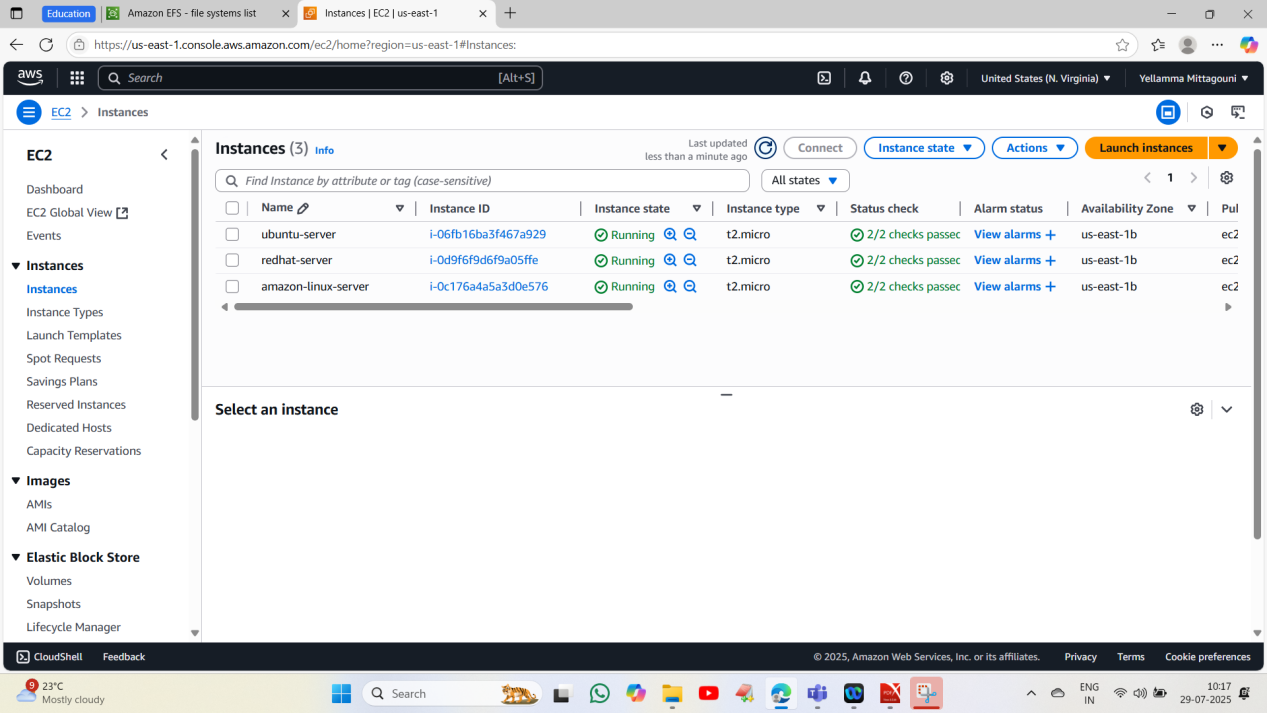 Education
Amazon EFS - file systems list
Instances | EC2 | us-east-1
https://us-east-1.console.aws.amazon.com/ec2/home?region=us-east-1#Instances:
aws
Search [Alt+S]
United States (N. Virginia)
Yellamma Mittagouni
EC2 Instances
EC2
Dashboard
EC2 Global View
Events
Instances
Instances
Instance Types
Launch Templates
Spot Requests
Savings Plans
Reserved Instances
Dedicated Hosts
Capacity Reservations
Images
AMIs
AMI Catalog
Elastic Block Store
Volumes
Snapshots
Lifecycle Manager
Instances (3) Info
Last updated
less than a minute ago
Connect
Instance state
Actions
Launch instances
Find Instance by attribute or tag (case-sensitive)
All states
1
Name Instance ID Instance state Instance type Status check Alarm status Availability Zone Pul
ubuntu-server i-06fb16ba3f467a929 Running t2.micro 2/2 checks passec View alarms + us-east-1b ec2
redhat-server i-0d9f6f9d6f9a05ffe Running t2.micro 2/2 checks passec View alarms + us-east-1b ec2
amazon-linux-server i-0c176a4a5a3d0e576 Running t2.micro 2/2 checks passec View alarms + us-east-1b ec2
Select an instance
CloudShell Feedback
© 2025, Amazon Web Services, Inc. or its affiliates. Privacy Terms Cookie preferences
9
23°C
Mostly cloudy
Search
ENG
IN
10:17
29-07-2025